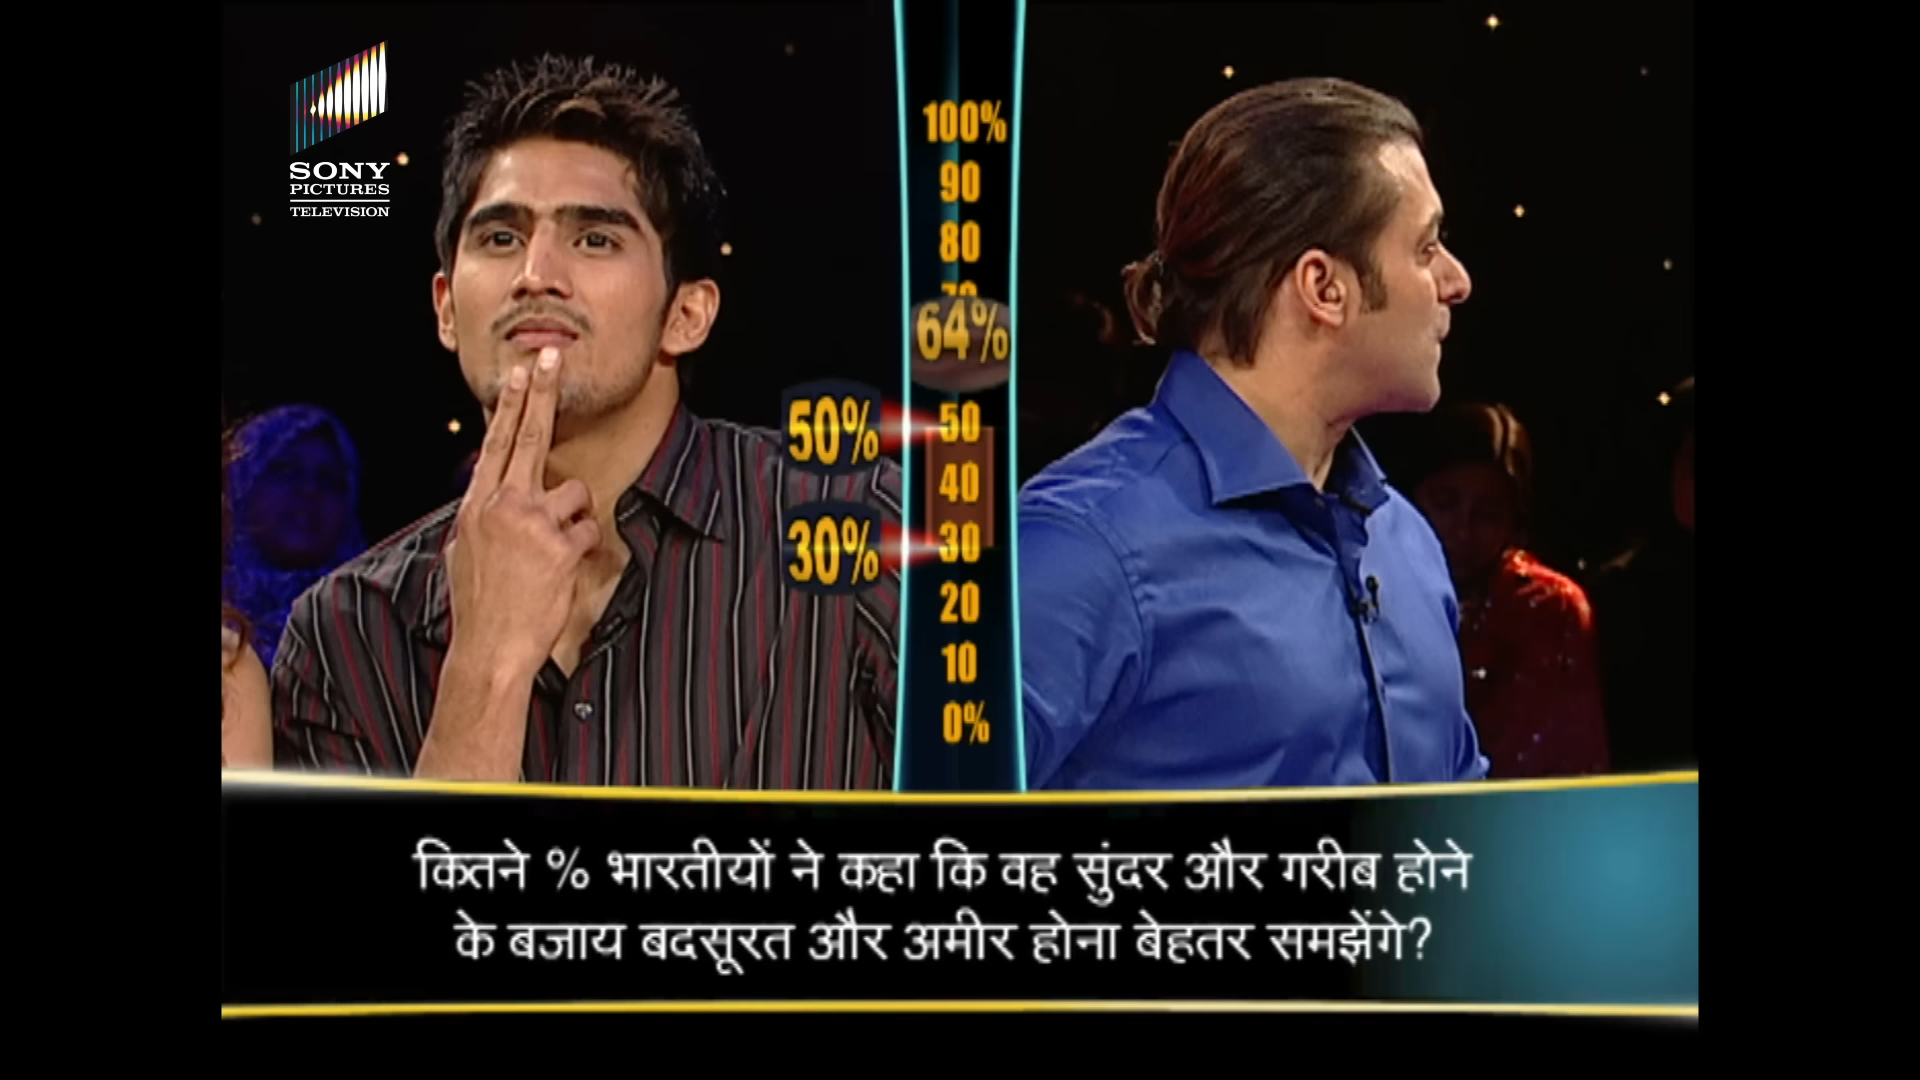 SONY
PICTURES
TELEVISION
100%
90
80
70
64%
50%
50
40
30%
30
20
10
0%
कितने % भारतीयों ने कहा कि वह सुंदर और गरीब होने
के बजाय बदसूरत और अमीर होना बेहतर समझेंगे?